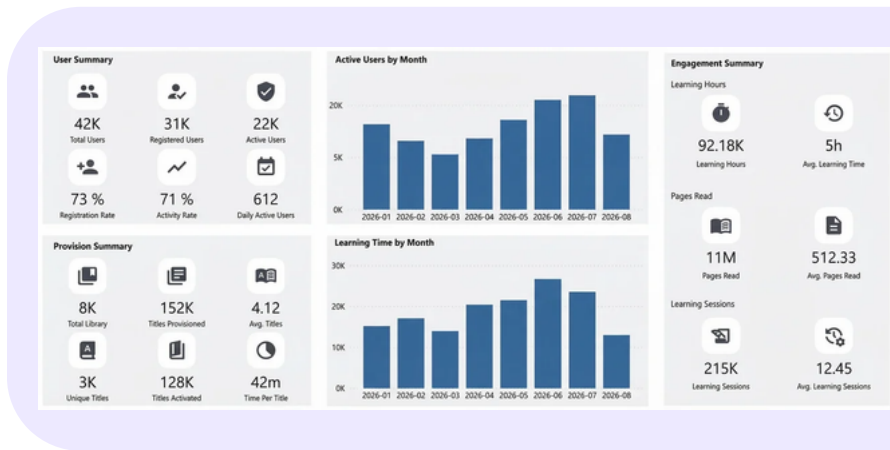 User Summary
42K
Total Users
31K
Registered Users
22K
Active Users
73 %
Registration Rate
71 %
Activity Rate
612
Daily Active Users
Active Users by Month
20K
5K
0K
2026-01 2026-02 2026-03 2026-04 2026-05 2026-06 2026-07 2026-08
Engagement Summary
Learning Hours
92.18K
Learning Hours
5h
Avg. Learning Time
Pages Read
11M
Pages Read
512.33
Avg. Pages Read
Learning Sessions
215K
Learning Sessions
12.45
Avg. Learning Sessions
Provision Summary
8K
Total Library
152K
Titles Provisioned
4.12
Avg. Titles
3K
Unique Titles
128K
Titles Activated
42m
Time Per Title
Learning Time by Month
30K
20K
10K
0K
2026-01 2026-02 2026-03 2026-04 2026-05 2026-06 2026-07 2026-08